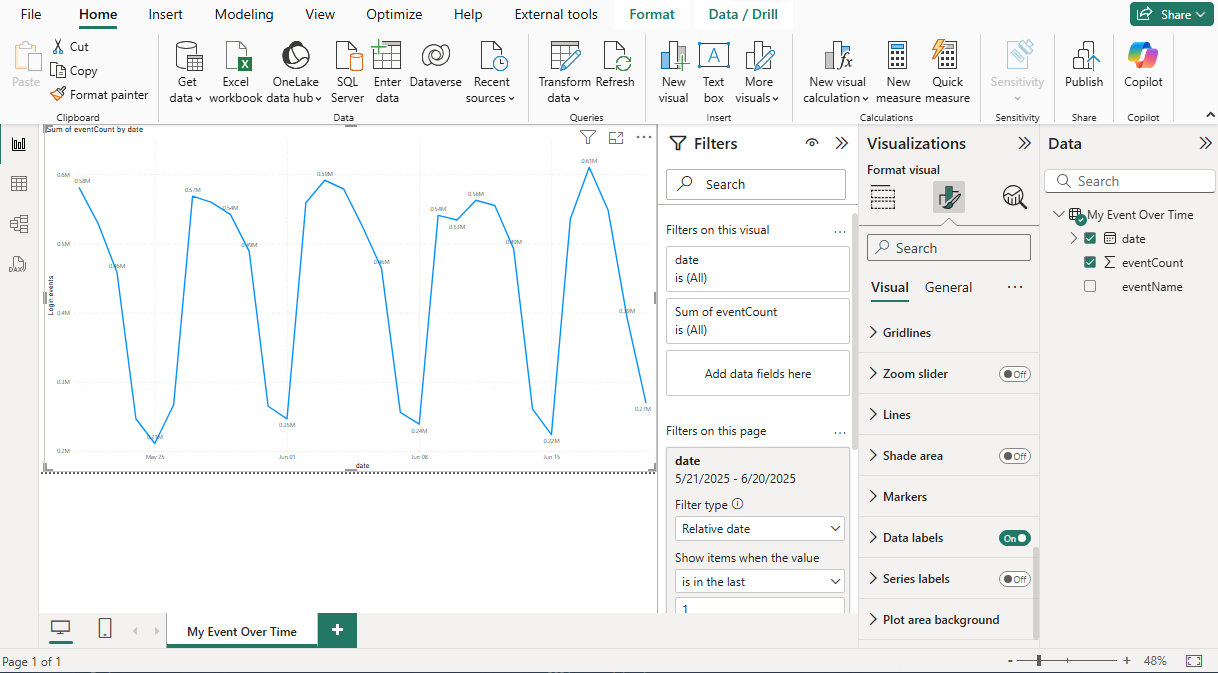 File Home Insert Modeling View Optimize Help External tools Format Data / Drill Share
Paste
Cut
Copy
Format painter
Clipboard
Get data
Excel workbook
OneLake data hub
SQL Server
Enter data
Dataverse
Recent sources
Data
Transform data
Refresh
Queries
New visual
Text box
More visuals
Insert
New visual calculation
New measure
Quick measure
Calculations
Sensitivity
Sensitivity
Publish
Share
Copilot
Copilot
Sum of eventCount by date
Login events
0.6M
0.5M
0.4M
0.3M
0.2M
0.58M
0.46M
0.21M
0.57M
0.54M
0.49M
0.25M
0.59M
0.46M
0.24M
0.54M
0.53M
0.56M
0.49M
0.22M
0.61M
0.39M
0.27M
May 25 Jun 01 Jun 08 Jun 15
date
Filters
Search
Filters on this visual
date
is (All)
Sum of eventCount
is (All)
Add data fields here
Filters on this page
date
5/21/2025 - 6/20/2025
Filter type
Relative date
Show items when the value
is in the last
1
Visualizations
Format visual
Search
Visual General
Gridlines
Zoom slider Off
Lines
Shade area Off
Markers
Data labels On
Series labels Off
Plot area background
Data
Search
My Event Over Time
date
eventCount
eventName
DAX
My Event Over Time
Page 1 of 1
- + 48%